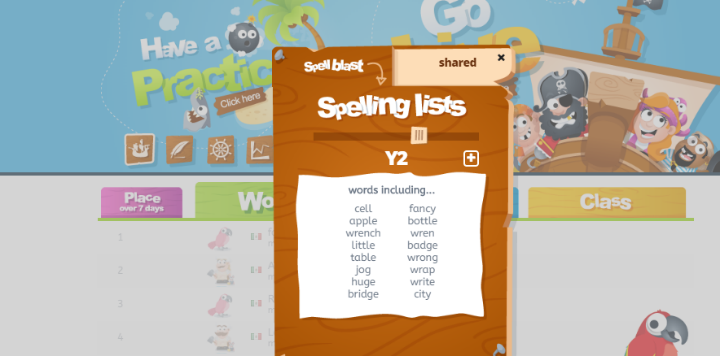 Have a
Practice
Click here
Go
Live
Spell blast
shared
Spelling lists
Y2
words including...
cell fancy
apple bottle
wrench wren
little badge
table wrong
jog wrap
huge write
bridge city
Place
over 7 days
Wo
Class
1
2
3
4